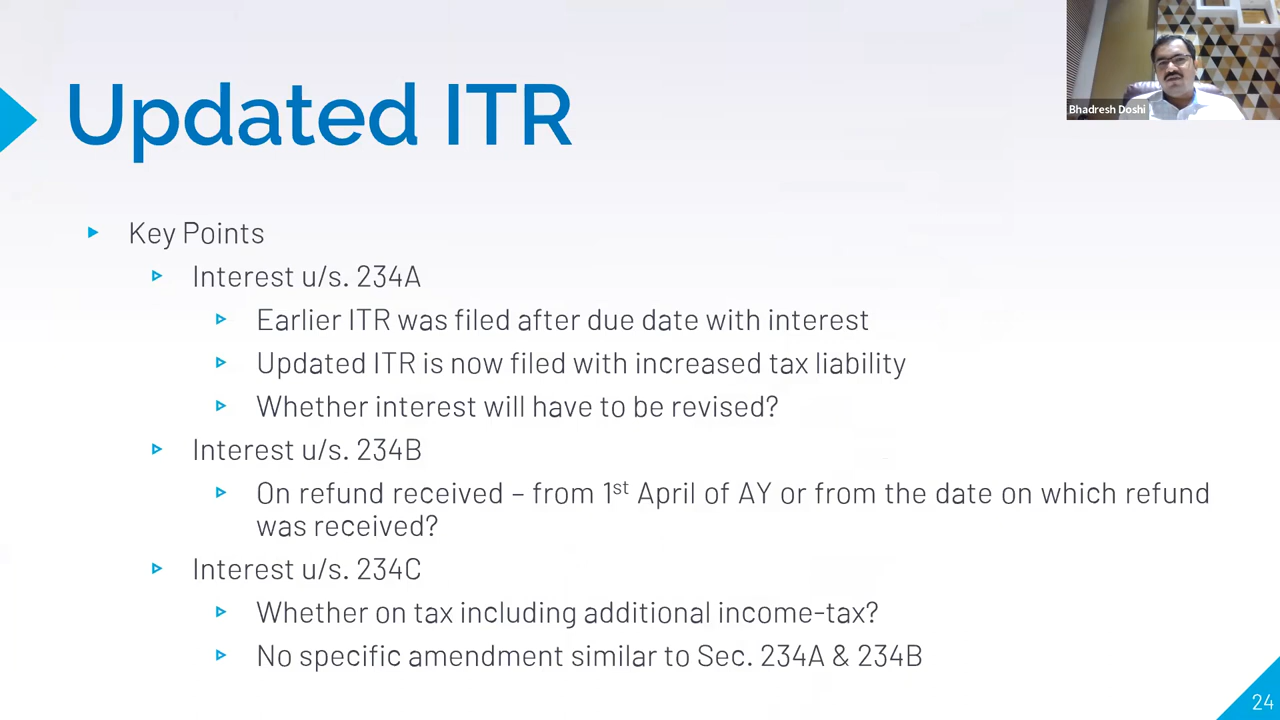 Bhadresh Doshi
Updated ITR
Key Points
Interest u/s. 234A
Earlier ITR was filed after due date with interest
Updated ITR is now filed with increased tax liability
Whether interest will have to be revised?
Interest u/s. 234B
On refund received – from 1st April of AY or from the date on which refund
was received?
Interest u/s. 234C
Whether on tax including additional income-tax?
No specific amendment similar to Sec. 234A & 234B
24